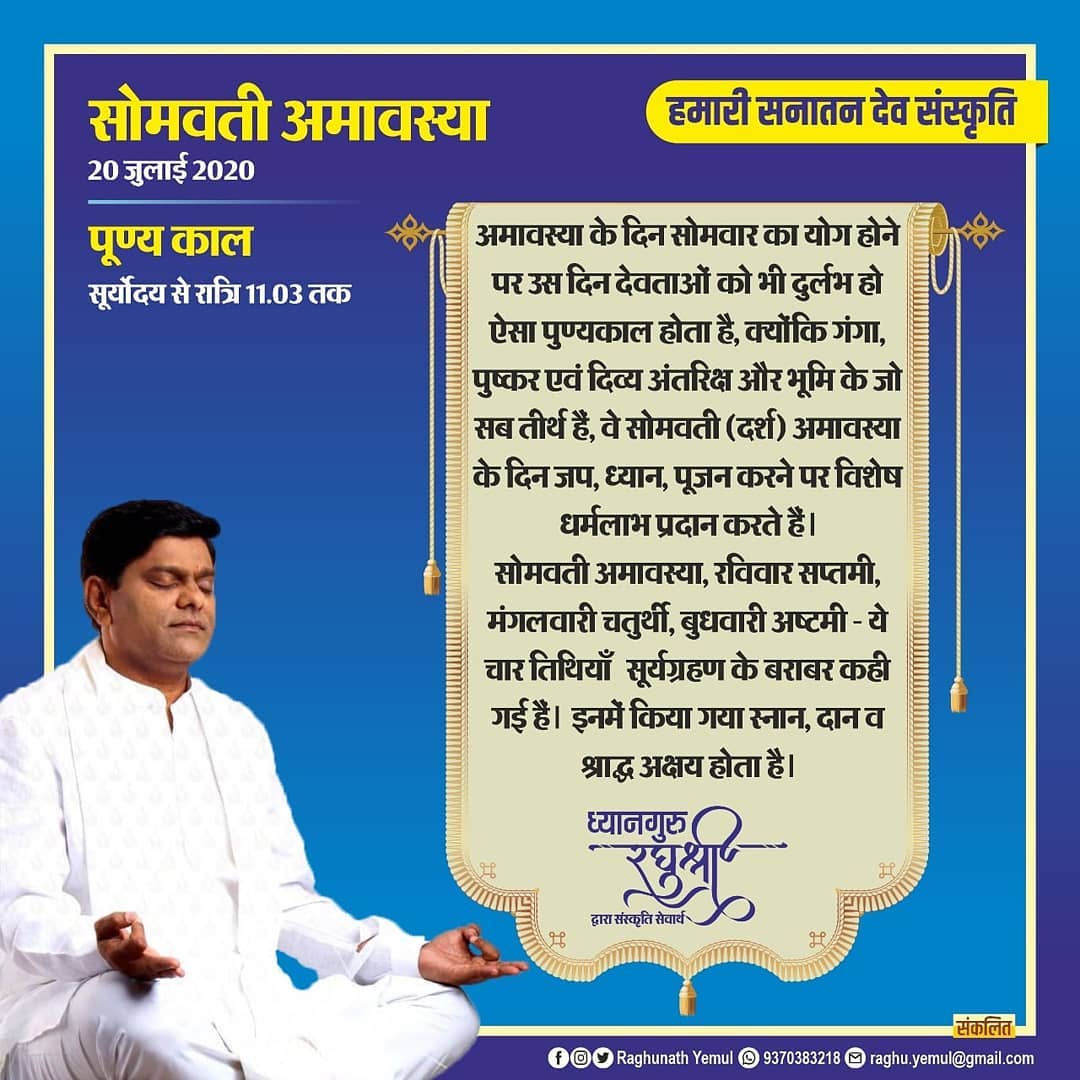 सोमवती अमावस्या
20 जुलाई 2020
पूण्य काल
सूर्योदय से रात्रि 11.03 तक
हमारी सनातन देव संस्कृति
अमावस्या के दिन सोमवार का योग होने
पर उस दिन देवताओं को भी दुर्लभ हो
ऐसा पुण्यकाल होता है, क्योंकि गंगा,
पुष्कर एवं दिव्य अंतरिक्ष और भूमि के जो
सब तीर्थ हैं, वे सोमवती (दर्श) अमावस्या
के दिन जप, ध्यान, पूजन करने पर विशेष
धर्मलाभ प्रदान करते हैं।
सोमवती अमावस्या, रविवार सप्तमी,
मंगलवारी चतुर्थी, बुधवारी अष्टमी - ये
चार तिथियाँ सूर्यग्रहण के बराबर कही
गई हैं। इनमें किया गया स्नान, दान व
श्राद्ध अक्षय होता है।
ध्यानगुरु
रघुश्री
द्वारा संस्कृति सेवार्थ
संकलित
Raghunath Yemul 9370383218 raghu.yemul@gmail.com